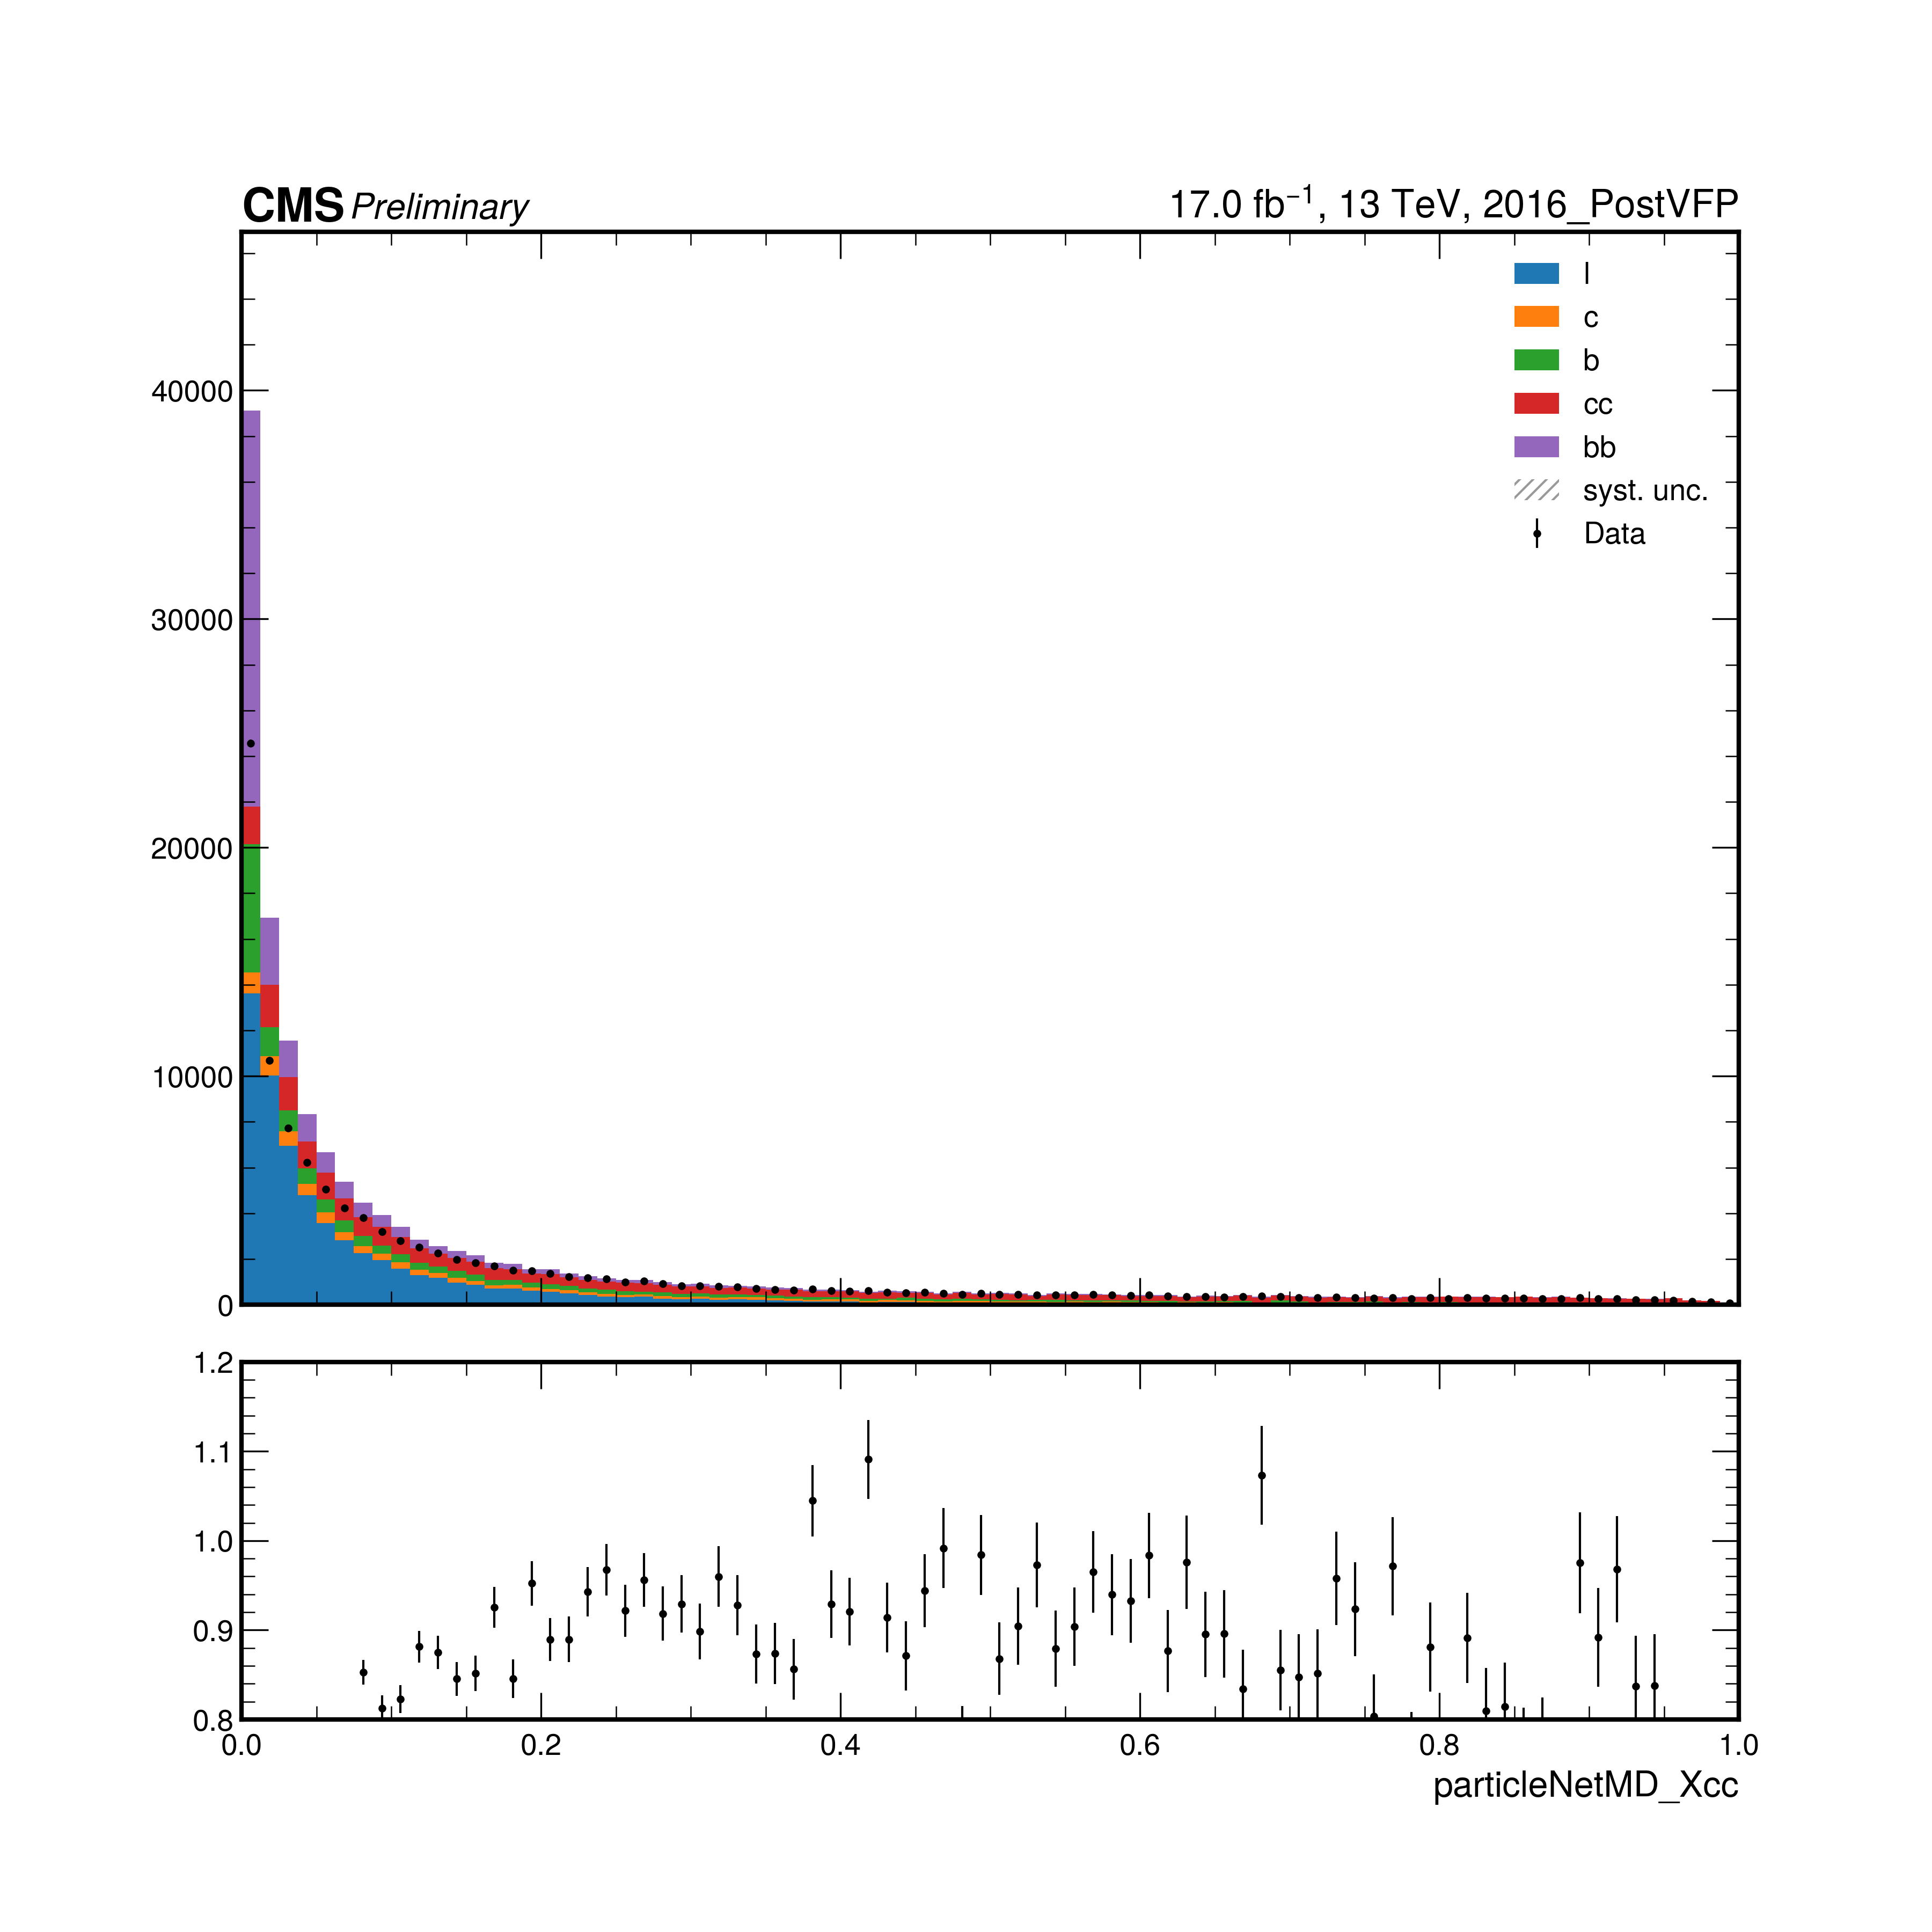 CMS Preliminary
17.0 fb⁻¹, 13 TeV, 2016_PostVFP
l
c
b
cc
bb
syst. unc.
Data
40000
30000
20000
10000
0
1.2
1.1
1.0
0.9
0.8
0.0 0.2 0.4 0.6 0.8 1.0
particleNetMD_Xcc